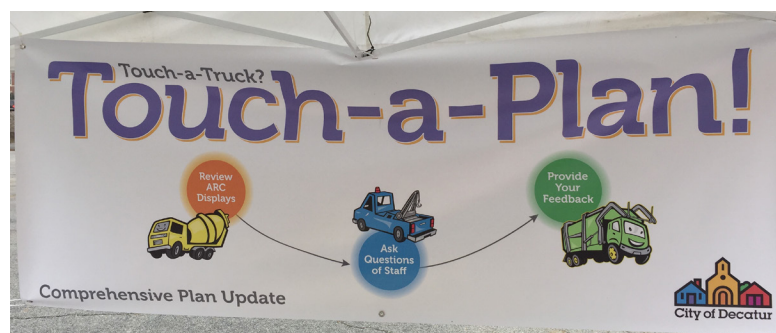 Touch-a-Truck?
Touch-a-Plan!
Review
ARC
Displays
Ask
Questions
of Staff
Provide
Your
Feedback
Comprehensive Plan Update
City of Decatur